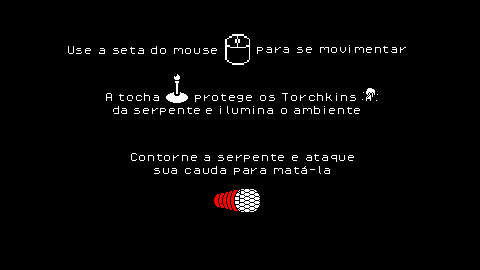 Use a seta do mouse para se movimentar
A tocha protege os Torchkins
da serpente e ilumina o ambiente
Contorne a serpente e ataque
sua cauda para matá-la